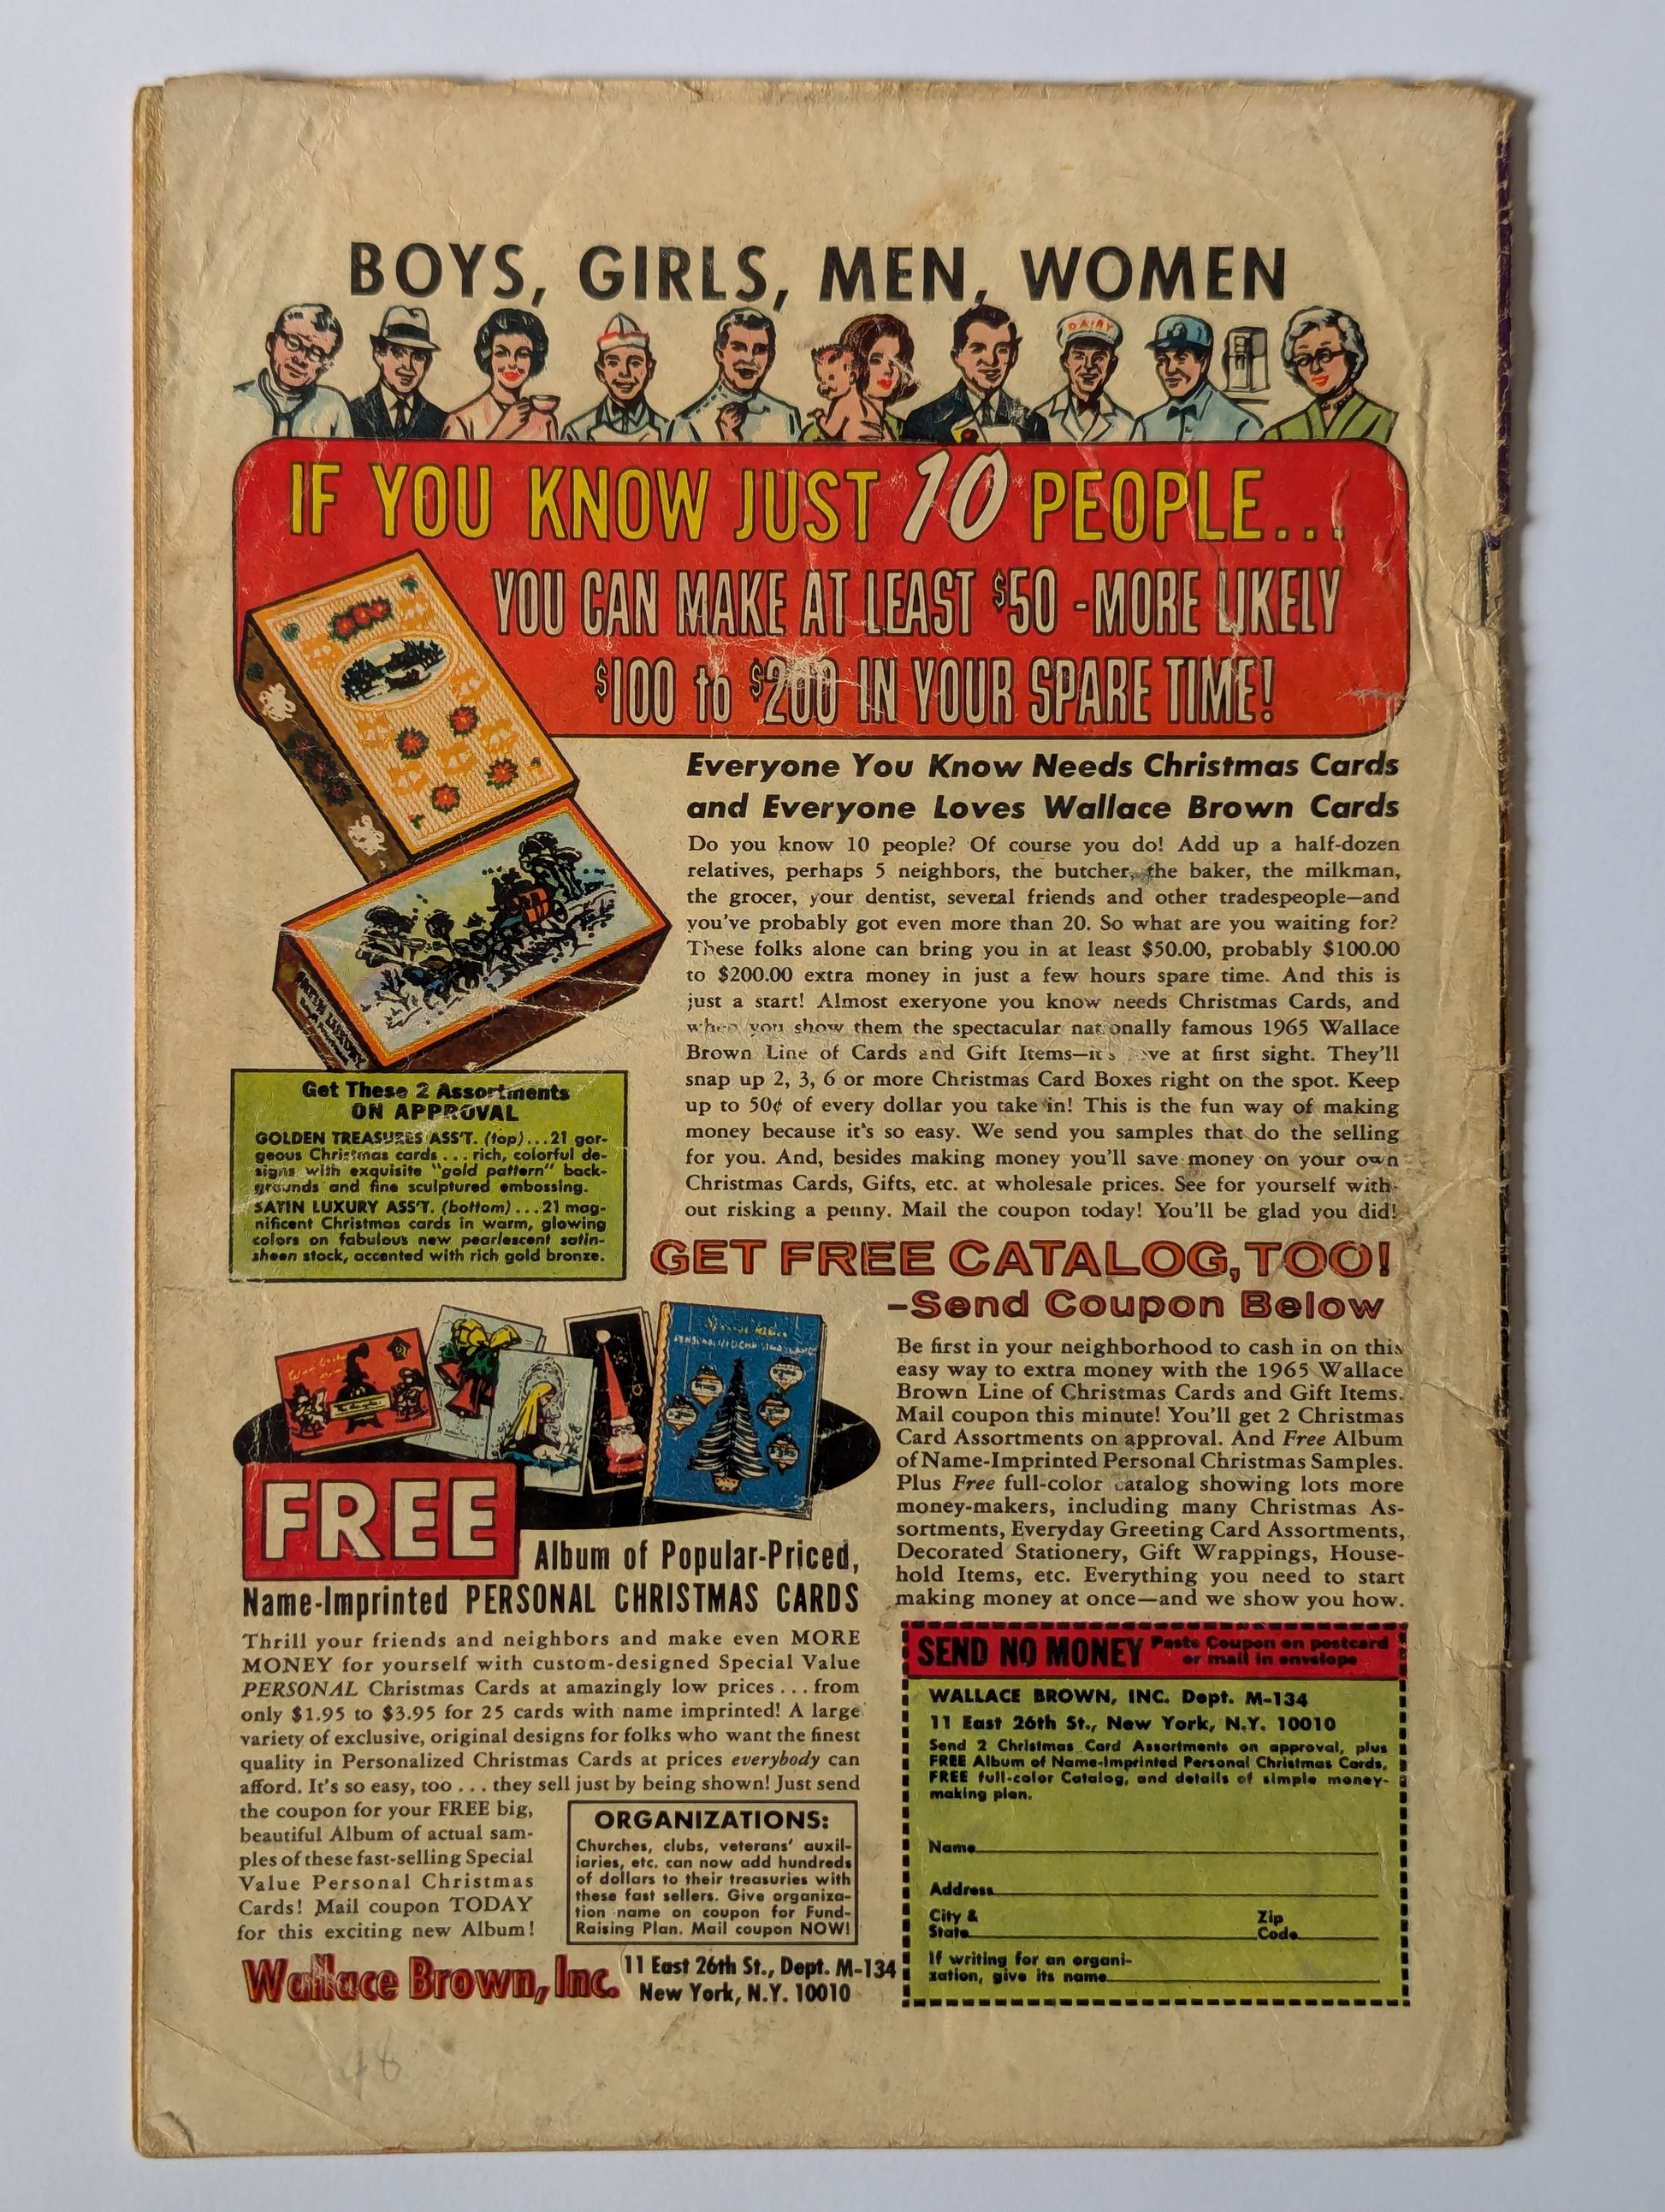 BOYS, GIRLS, MEN, WOMEN
DAIRY
IF YOU KNOW JUST 10 PEOPLE...
YOU CAN MAKE AT LEAST $50 - MORE LIKELY
$100 to $200 IN YOUR SPARE TIME!
Everyone You Know Needs Christmas Cards
and Everyone Loves Wallace Brown Cards
Do you know 10 people? Of course you do! Add up a half-dozen
relatives, perhaps 5 neighbors, the butcher, the baker, the milkman,
the grocer, your dentist, several friends and other tradespeople—and
you've probably got even more than 20. So what are you waiting for?
These folks alone can bring you in at least $50.00, probably $100.00
to $200.00 extra money in just a few hours spare time. And this is
just a start! Almost exeryone you know needs Christmas Cards, and
when you show them the spectacular nationally famous 1965 Wallace
Brown Line of Cards and Gift Items—it's love at first sight. They'll
snap up 2, 3, 6 or more Christmas Card Boxes right on the spot. Keep
up to 50¢ of every dollar you take in! This is the fun way of making
money because it's so easy. We send you samples that do the selling
for you. And, besides making money you'll save money on your own
Christmas Cards, Gifts, etc. at wholesale prices. See for yourself with-
out risking a penny. Mail the coupon today! You'll be glad you did!
SATIN LUXURY
Get These 2 Assortments
ON APPROVAL
GOLDEN TREASURES ASS'T. (top)...21 gor-
geous Christmas cards...rich, colorful de-
signs with exquisite "gold pattern" back-
grounds and fine sculptured embossing.
SATIN LUXURY ASS'T. (bottom)...21 mag-
nificent Christmas cards in warm, glowing
colors on fabulous new pearlescent satin-
sheen stock, accented with rich gold bronze.
GET FREE CATALOG, TOO!
-Send Coupon Below
Be first in your neighborhood to cash in on this
easy way to extra money with the 1965 Wallace
Brown Line of Christmas Cards and Gift Items.
Mail coupon this minute! You'll get 2 Christmas
Card Assortments on approval. And Free Album
of Name-Imprinted Personal Christmas Samples.
Plus Free full-color catalog showing lots more
money-makers, including many Christmas As-
sortments, Everyday Greeting Card Assortments,
Decorated Stationery, Gift Wrappings, House-
hold Items, etc. Everything you need to start
making money at once—and we show you how.
FREE
Album of Popular-Priced,
Name-Imprinted PERSONAL CHRISTMAS CARDS
Thrill your friends and neighbors and make even MORE
MONEY for yourself with custom-designed Special Value
PERSONAL Christmas Cards at amazingly low prices...from
only $1.95 to $3.95 for 25 cards with name imprinted! A large
variety of exclusive, original designs for folks who want the finest
quality in Personalized Christmas Cards at prices everybody can
afford. It's so easy, too...they sell just by being shown! Just send
the coupon for your FREE big,
beautiful Album of actual sam-
ples of these fast-selling Special
Value Personal Christmas
Cards! Mail coupon TODAY
for this exciting new Album!
ORGANIZATIONS:
Churches, clubs, veterans' auxil-
iaries, etc. can now add hundreds
of dollars to their treasuries with
these fast sellers. Give organiza-
tion name on coupon for Fund-
Raising Plan. Mail coupon NOW!
Wallace Brown, Inc.
11 East 26th St., Dept. M-134
New York, N.Y. 10010
SEND NO MONEY Paste Coupon on postcard
or mail in envelope
WALLACE BROWN, INC. Dept. M-134
11 East 26th St., New York, N.Y. 10010
Send 2 Christmas Card Assortments on approval, plus
FREE Album of Name-Imprinted Personal Christmas Cards,
FREE full-color Catalog, and details of simple money-
making plan.
Name
Address
City & State
Zip Code
If writing for an organi-
zation, give its name
48